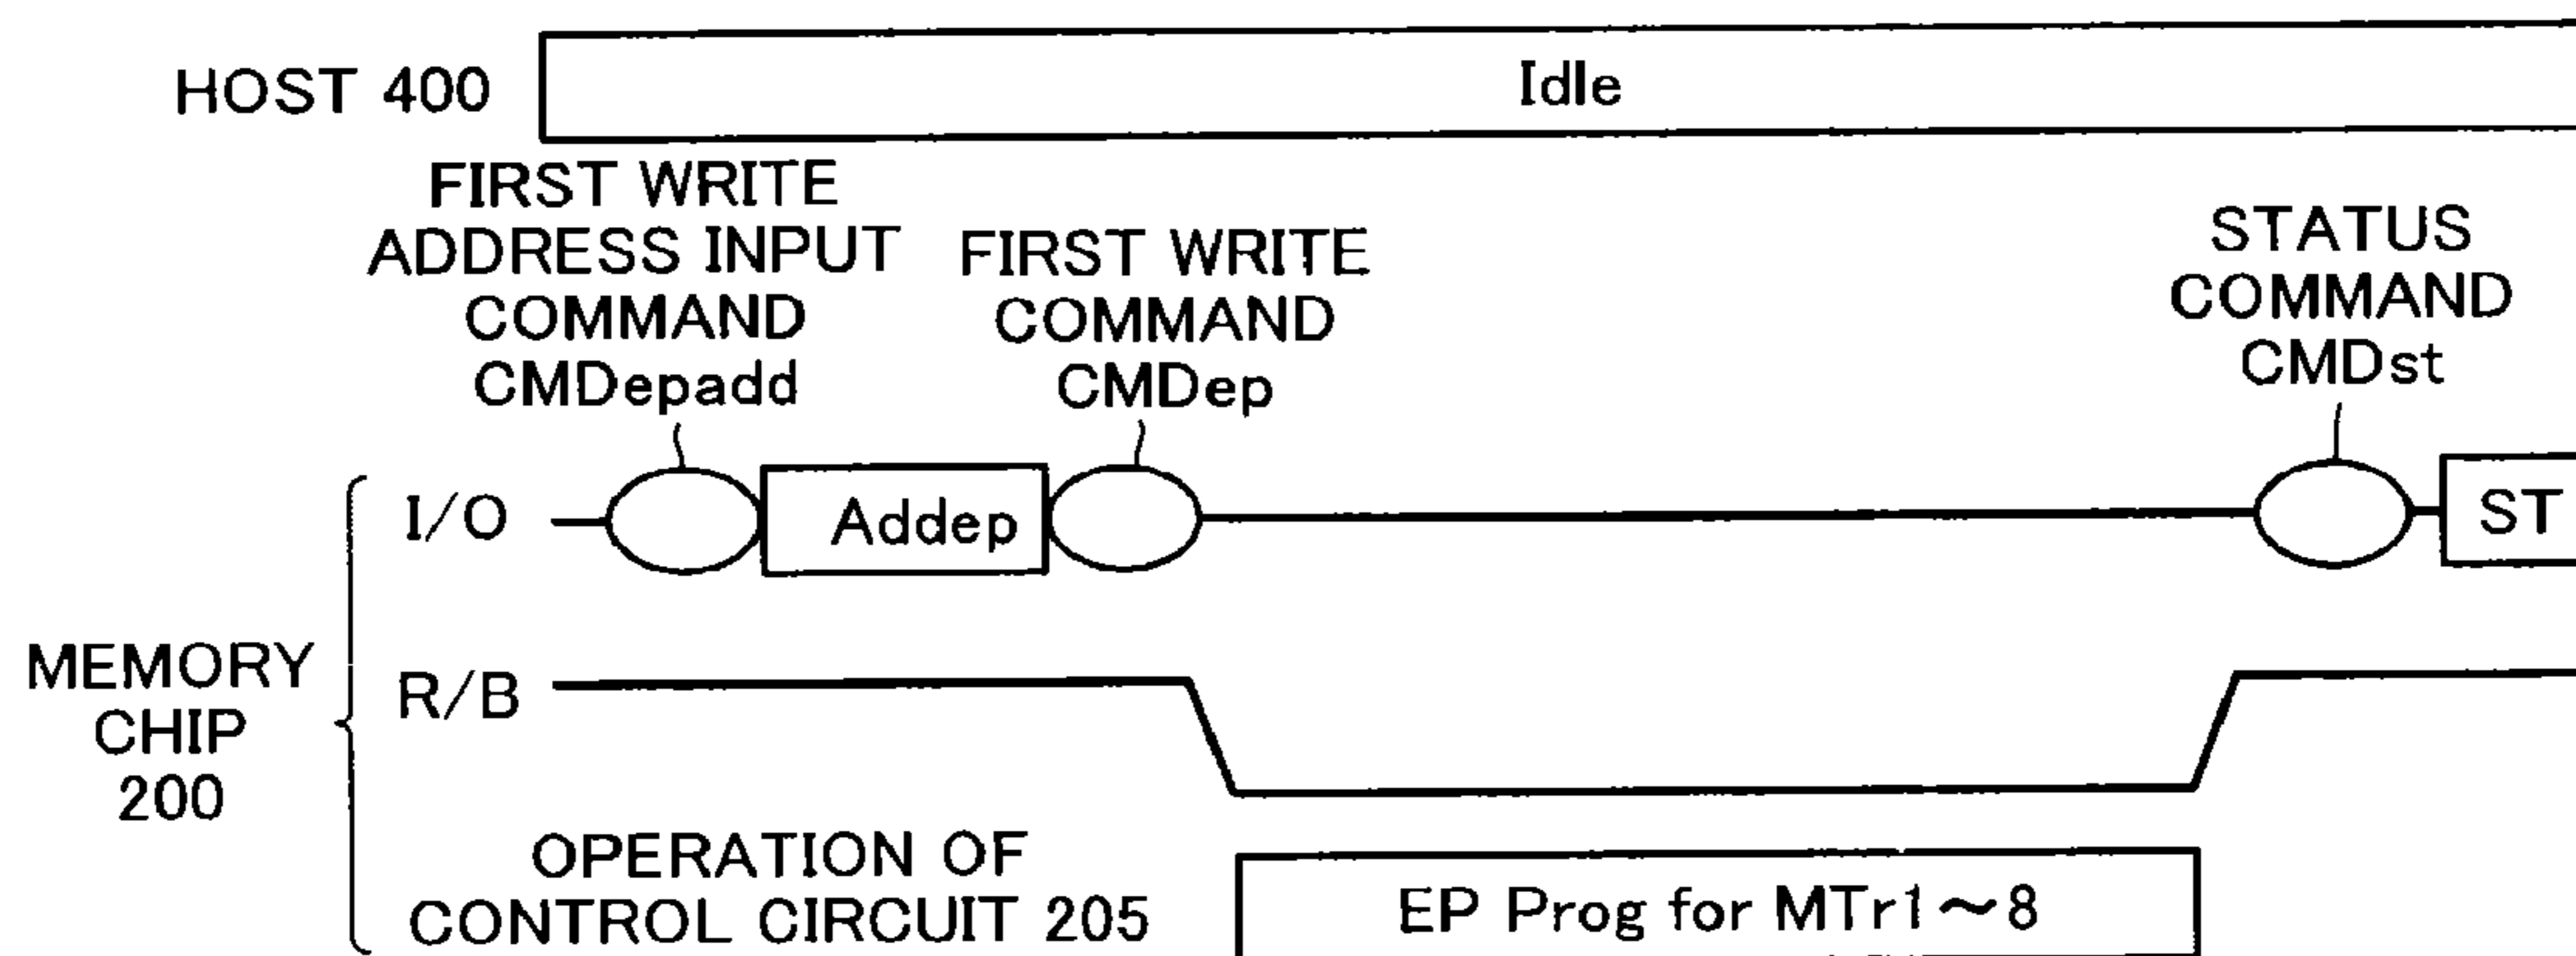 HOST 400
Idle
FIRST WRITE
ADDRESS INPUT
COMMAND
CMDepadd
FIRST WRITE
COMMAND
CMDep
STATUS
COMMAND
CMDst
I/O
Addep
ST
MEMORY
CHIP
200
R/B
OPERATION OF
CONTROL CIRCUIT 205
EP Prog for MTr1～8